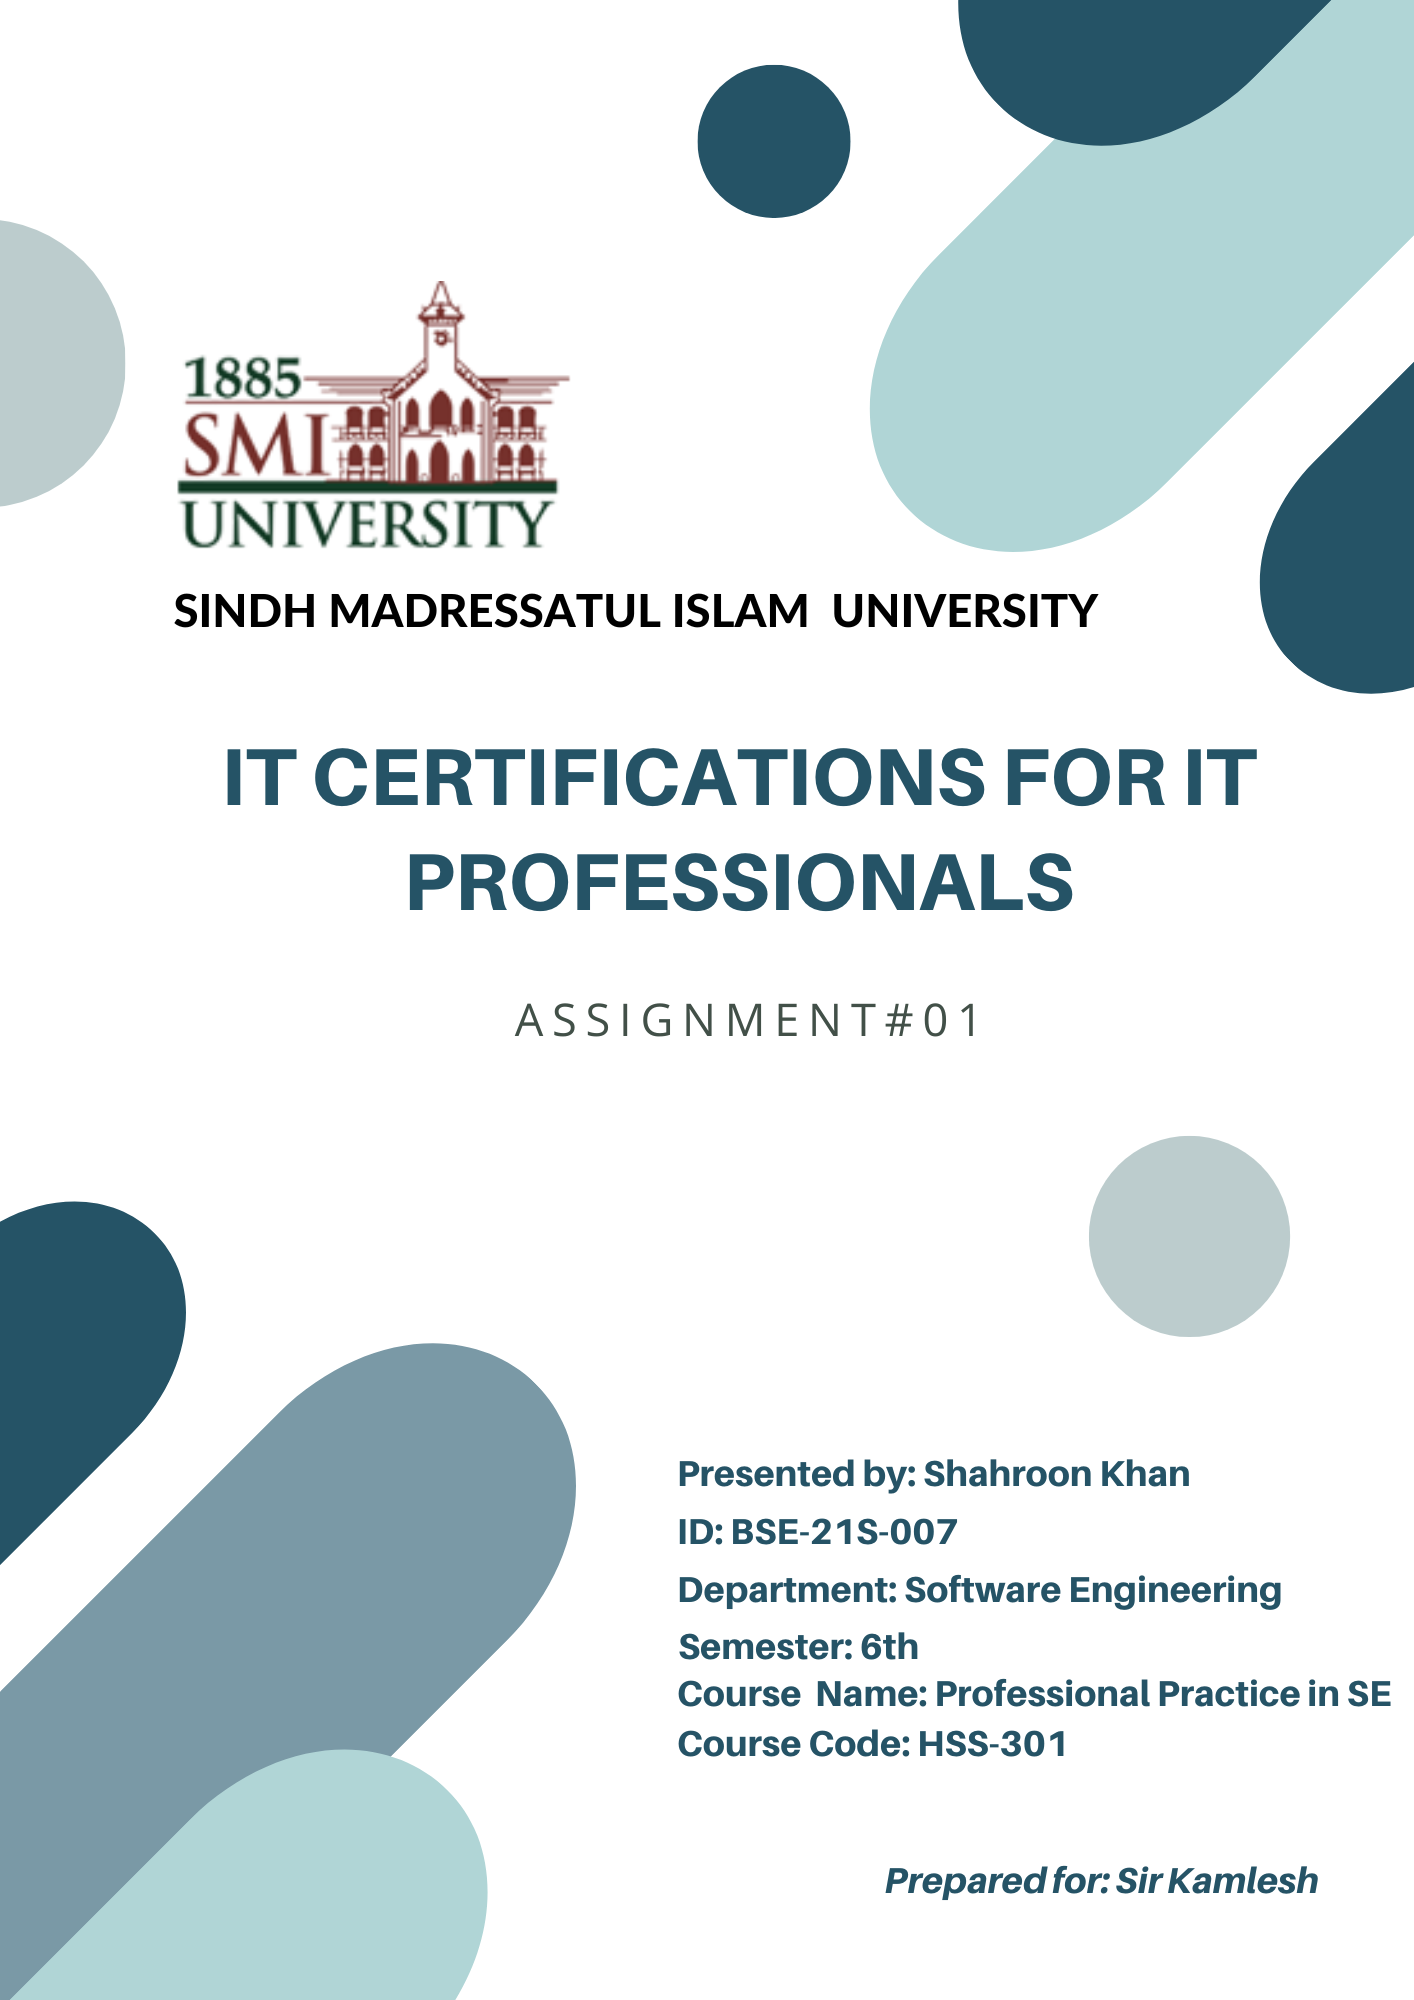 1885
SMI
UNIVERSITY
SINDH MADRESSATUL ISLAM  UNIVERSITY
IT CERTIFICATIONS FOR IT
PROFESSIONALS
ASSIGNMENT#01
Presented by: Shahroon Khan
ID: BSE-21S-007
Department: Software Engineering
Semester: 6th
Course  Name: Professional Practice in SE
Course Code: HSS-301
Prepared for: Sir Kamlesh